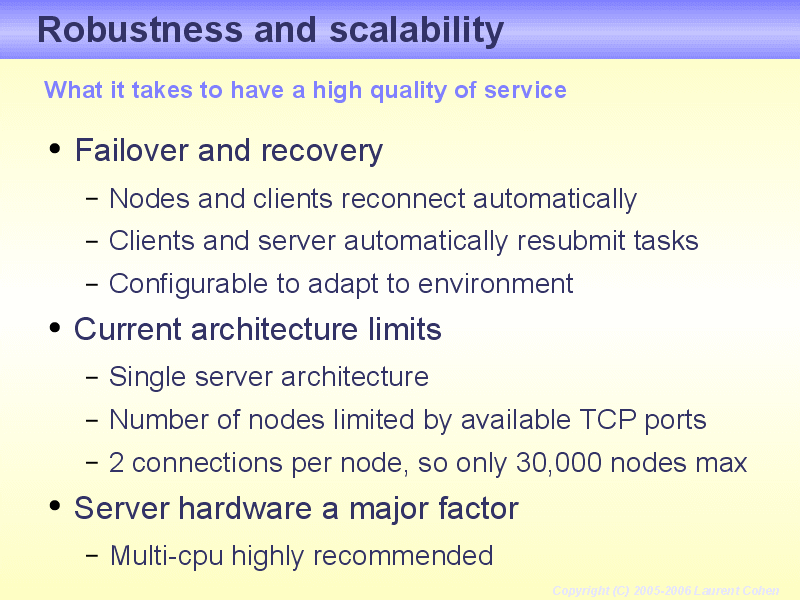 Robustness and scalability
What it takes to have a high quality of service
• Failover and recovery
– Nodes and clients reconnect automatically
– Clients and server automatically resubmit tasks
– Configurable to adapt to environment
• Current architecture limits
– Single server architecture
– Number of nodes limited by available TCP ports
– 2 connections per node, so only 30,000 nodes max
• Server hardware a major factor
– Multi-cpu highly recommended
Copyright (C) 2005-2006 Laurent Cohen